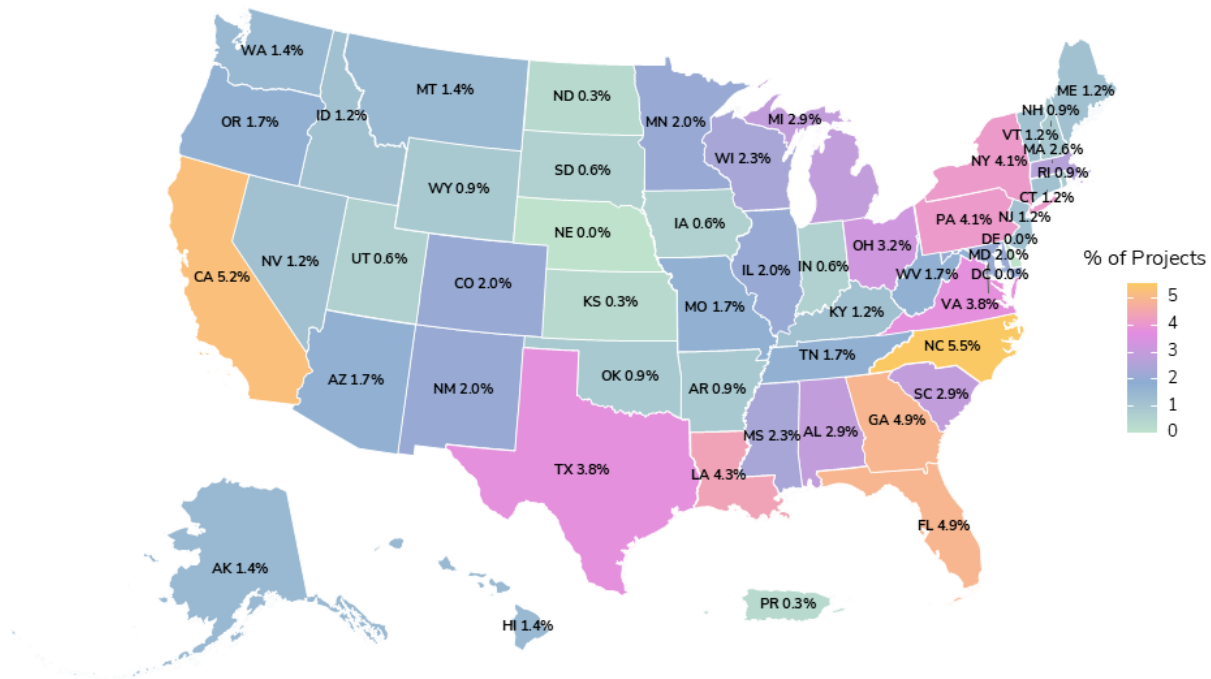 WA 1.4%
MT 1.4%
ND 0.3%
ME 1.2%
OR 1.7%
ID 1.2%
MN 2.0%
MI 2.9%
NH 0.9%
VT 1.2%
MA 2.6%
WI 2.3%
NY 4.1%
RI 0.9%
SD 0.6%
WY 0.9%
CT 1.2%
NE 0.0%
IA 0.6%
PA 4.1%
NJ 1.2%
DE 0.0%
OH 3.2%
MD 2.0%
NV 1.2%
UT 0.6%
CA 5.2%
CO 2.0%
IL 2.0%
IN 0.6%
WV 1.7%
DC 0.0%
KS 0.3%
MO 1.7%
KY 1.2%
VA 3.8%
TN 1.7%
NC 5.5%
AZ 1.7%
NM 2.0%
OK 0.9%
AR 0.9%
SC 2.9%
MS 2.3%
AL 2.9%
GA 4.9%
TX 3.8%
LA 4.3%
FL 4.9%
AK 1.4%
HI 1.4%
PR 0.3%
% of Projects
5
4
3
2
1
0